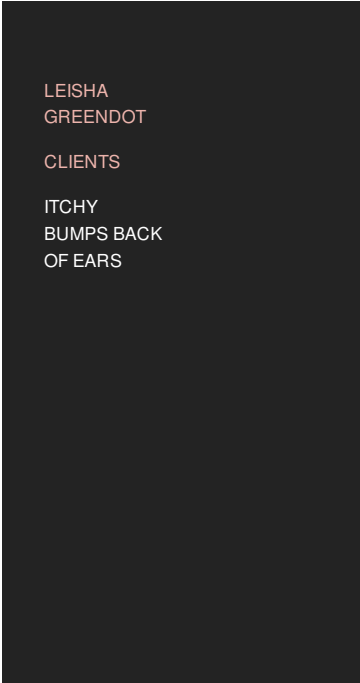 LEISHA
GREENDOT
CLIENTS
ITCHY
BUMPS BACK
OF EARS